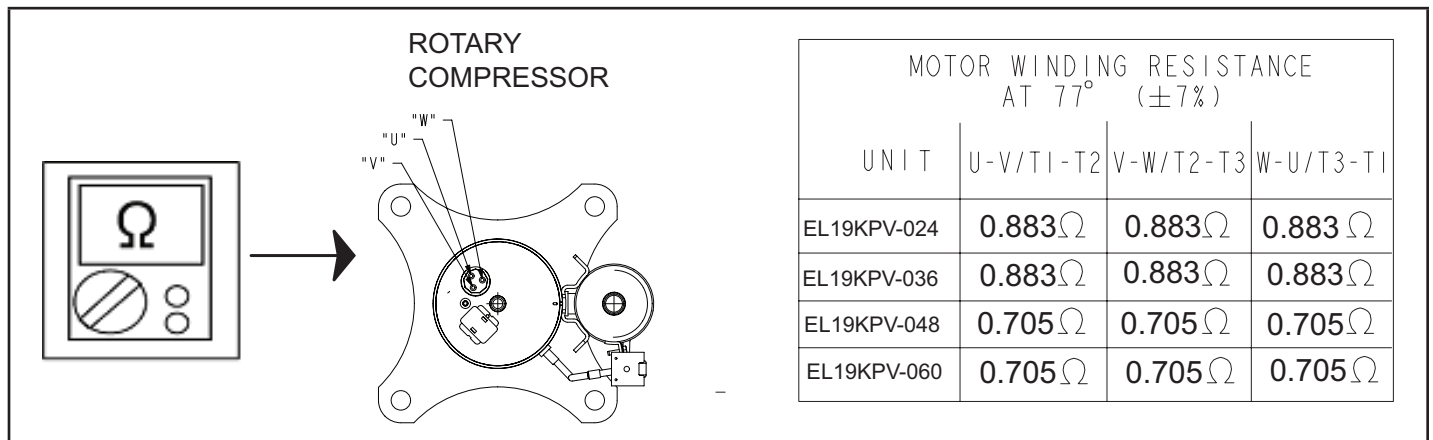 ROTARY
COMPRESSOR
"W"
"U"
"V"
Ω
MOTOR WINDING RESISTANCE
AT 77° (±7%)
UNIT U-V/T1-T2 V-W/T2-T3 W-U/T3-T1
EL19KPV-024 0.883Ω 0.883Ω 0.883 Ω
EL19KPV-036 0.883Ω 0.883Ω 0.883Ω
EL19KPV-048 0.705Ω 0.705Ω 0.705Ω
EL19KPV-060 0.705Ω 0.705Ω 0.705Ω